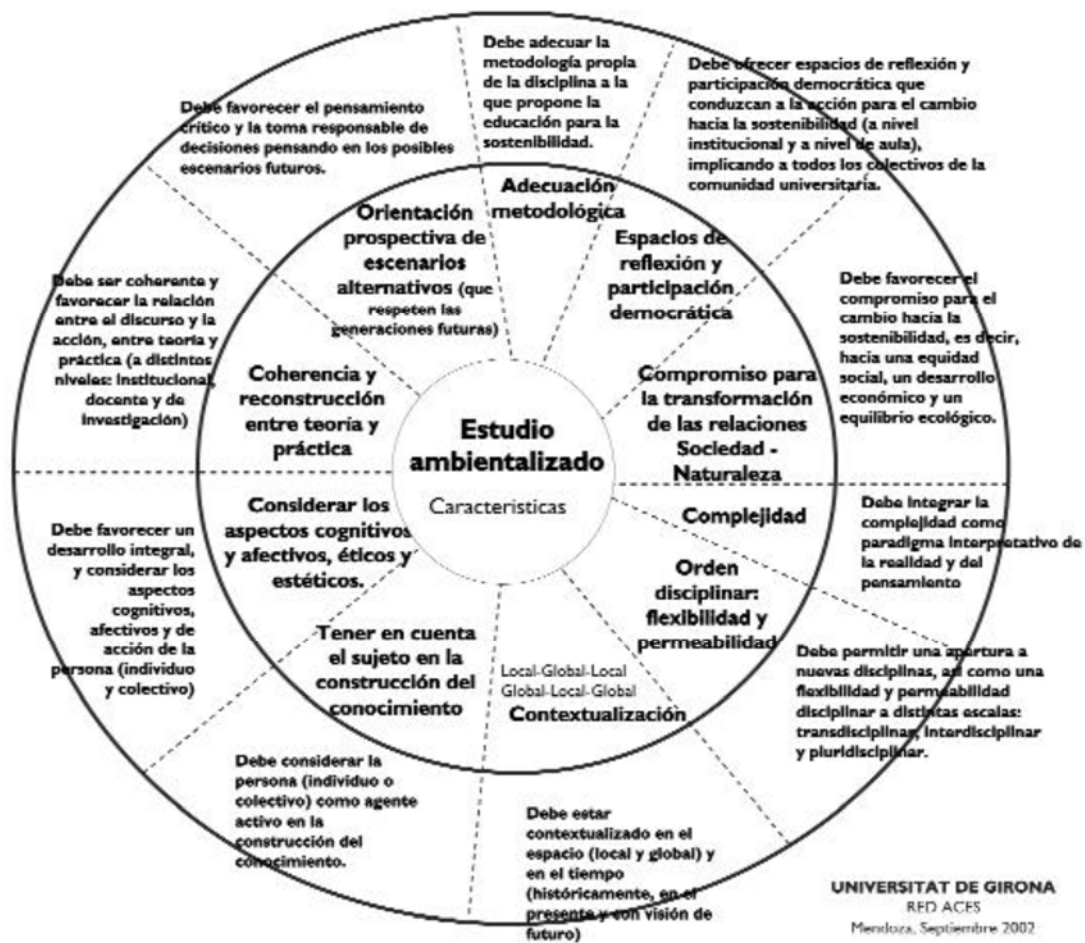 Debe adecuar la
metodología propia
de la disciplina a la
que propone la
educación para la
sostenibilidad.
Debe ofrecer espacios de reflexión y
participación democrática que
conduzcan a la acción para el cambio
hacia la sostenibilidad (a nivel
institucional y a nivel de aula),
implicando a todos los colectivos de la
comunidad universitaria.
Debe favorecer el pensamiento
crítico y la toma responsable de
decisiones pensando en los posibles
escenarios futuros.
Adecuación
metodológica
Orientación
prospectiva de
escenarios
alternativos (que
respeten las
generaciones futuras)
Espacios de
reflexión y
participación
democrática
Debe ser coherente y
favorecer la relación
entre el discurso y la
acción, entre teoría y
práctica (a distintos
niveles: institucional,
docente y de
investigación)
Debe favorecer el
compromiso para el
cambio hacia la
sostenibilidad, es decir,
hacia una equidad
social, un desarrollo
económico y un
equilibrio ecológico.
Coherencia y
reconstrucción
entre teoría y
práctica
Estudio
ambientalizado
Características
Compromiso para
la transformación
de las relaciones
Sociedad -
Naturaleza
Considerar los
aspectos cognitivos
y afectivos, éticos y
estéticos.
Complejidad
Debe integrar la
complejidad como
paradigma interpretativo de
la realidad y del
pensamiento
Debe favorecer un
desarrollo integral,
y considerar los
aspectos
cognitivos,
afectivos y de
acción de la
persona (individuo
y colectivo)
Orden
disciplinar:
flexibilidad y
permeabilidad
Tener en cuenta
el sujeto en la
construcción del
conocimiento
Local-Global-Local
Global-Local-Global
Contextualización
Debe permitir una apertura a
nuevas disciplinas, así como una
flexibilidad y permeabilidad
disciplinar a distintas escalas:
transdisciplinar, interdisciplinar
y pluridisciplinar.
Debe considerar la
persona (individuo o
colectivo) como agente
activo en la
construcción del
conocimiento.
Debe estar
contextualizado en el
espacio (local y global) y
en el tiempo
(históricamente, en el
presente y con visión de
futuro)
UNIVERSITAT DE GIRONA
RED ACES
Mendoza, Septiembre 2002